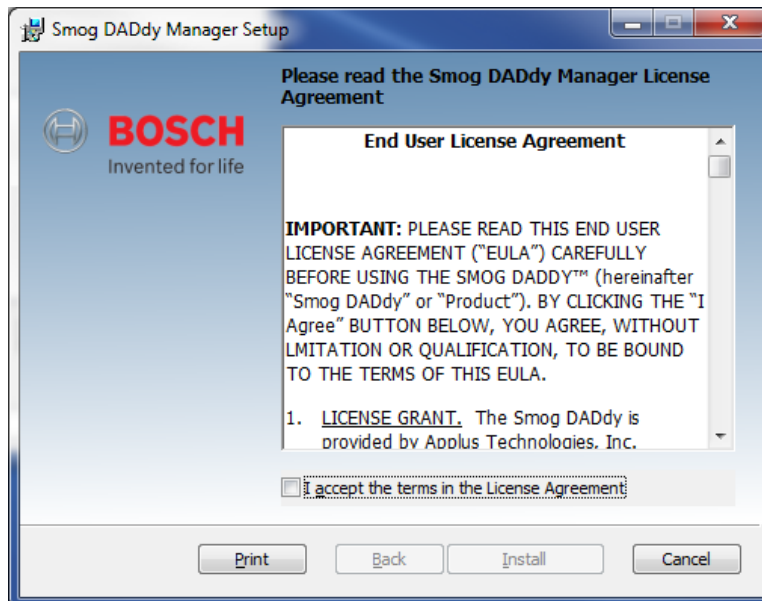 Smog DADdy Manager Setup
Please read the Smog DADdy Manager License
Agreement
BOSCH
Invented for life
End User License Agreement
IMPORTANT: PLEASE READ THIS END USER
LICENSE AGREEMENT (“EULA”) CAREFULLY
BEFORE USING THE SMOG DADDY™ (hereinafter
“Smog DADdy” or “Product”). BY CLICKING THE “I
Agree” BUTTON BELOW, YOU AGREE, WITHOUT
LMITATION OR QUALIFICATION, TO BE BOUND
TO THE TERMS OF THIS EULA.
1. LICENSE GRANT. The Smog DADdy is
provided by Applus Technologies, Inc.
I accept the terms in the License Agreement
Print Back Install Cancel